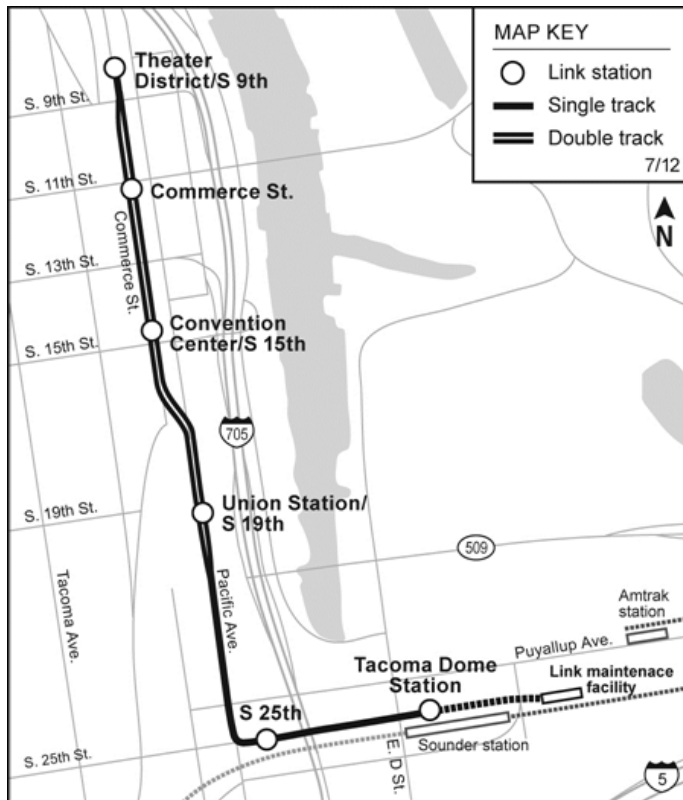 MAP KEY
Link station
Single track
Double track
7/12
N
Theater
District/S 9th
S. 9th St.
S. 11th St.
Commerce St.
Commerce St.
S. 13th St.
Convention
Center/S 15th
S. 15th St.
705
Union Station/
S 19th
S. 19th St.
509
Tacoma Ave.
Pacific Ave.
Amtrak
station
Puyallup Ave.
Tacoma Dome
Station
Link maintenace
facility
S 25th
Sounder station
S. 25th St.
E. D St.
5